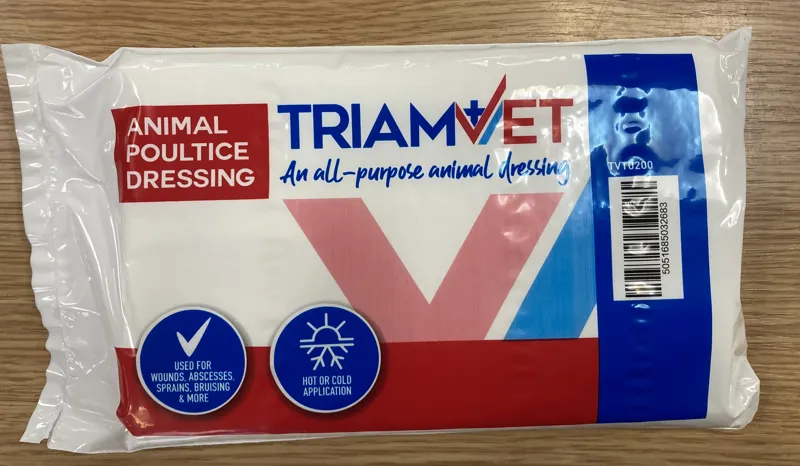 ANIMAL
POULTICE
DRESSING
TRIAMVET
An all-purpose animal dressing
TVT0200
5051685032683
USED FOR
WOUNDS, ABSCESSES,
SPRAINS, BRUISING
& MORE
HOT OR COLD
APPLICATION